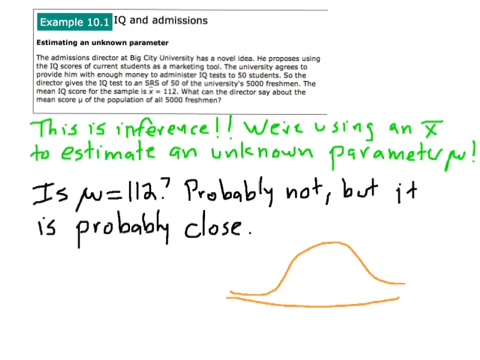 Example 10.1 IQ and admissions
Estimating an unknown parameter
The admissions director at Big City University has a novel idea. He proposes using
the IQ scores of current students as a marketing tool. The university agrees to
provide him with enough money to administer IQ tests to 50 students. So the
director gives the IQ test to an SRS of 50 of the university's 5000 freshmen. The
mean IQ score for the sample is x̄ = 112. What can the director say about the
mean score μ of the population of all 5000 freshmen?
This is inference!! We're using an x̄
to estimate an unknown parameter μ!
Is μ=112? Probably not, but it
is probably close.